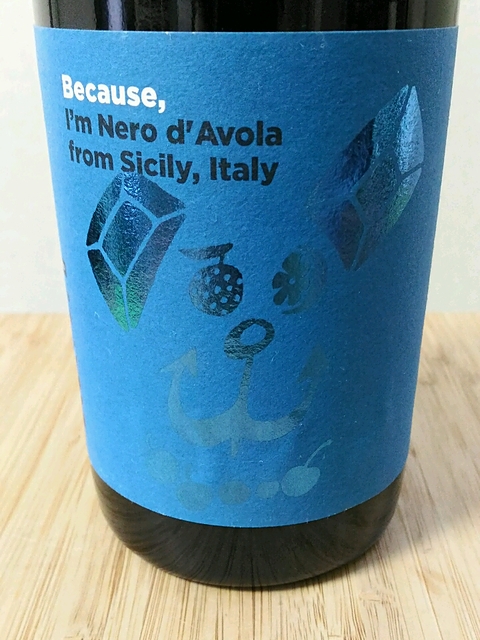 Because,
I'm Nero d'Avola
from Sicily, Italy